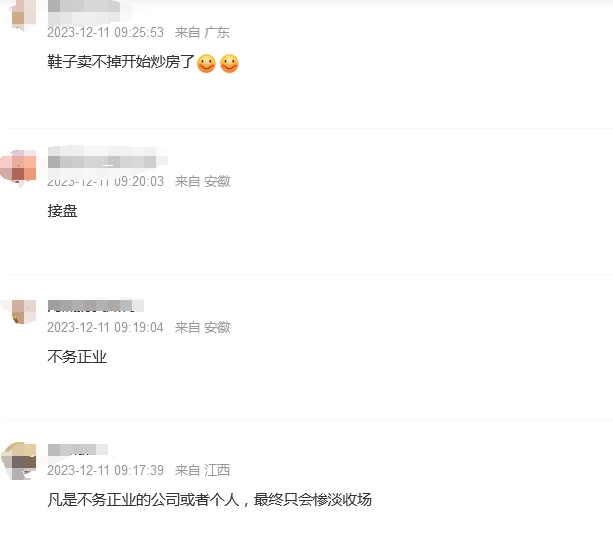 2023-12-11 09:25:53 来自 广东
鞋子卖不掉开始炒房了
2023-12-11 09:20:03 来自 安徽
接盘
2023-12-11 09:19:04 来自 安徽
不务正业
2023-12-11 09:17:39 来自 江西
凡是不务正业的公司或者个人，最终只会惨淡收场